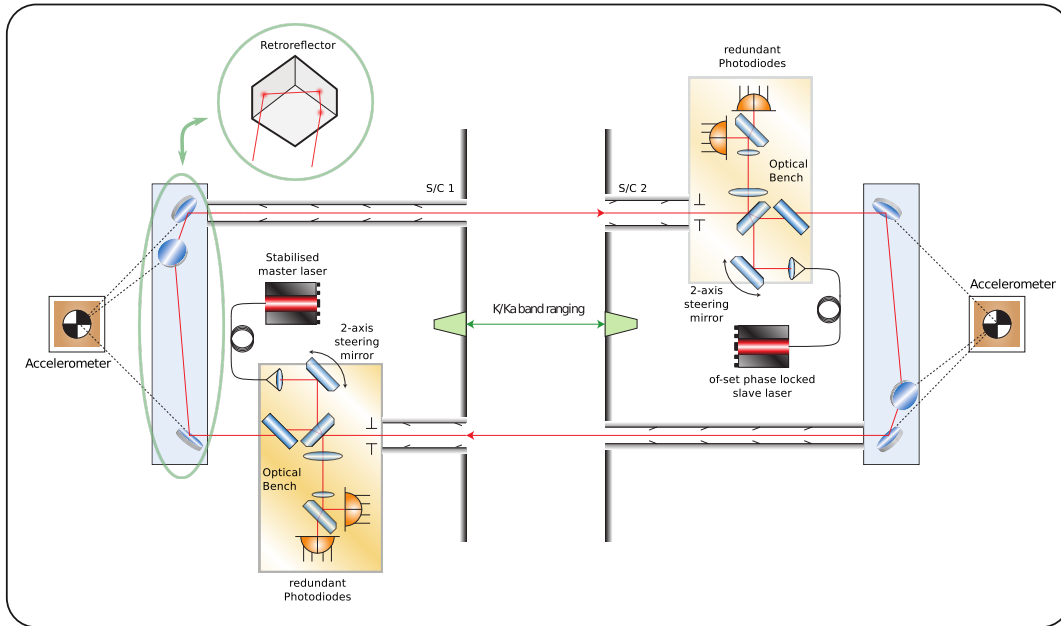 Retroreflector
redundant
Photodiodes
Optical
Bench
S/C 1
S/C 2
Stabilised
master laser
2-axis
steering
mirror
Accelerometer
K/Ka band ranging
2-axis
steering
mirror
Accelerometer
of-set phase locked
slave laser
Optical
Bench
redundant
Photodiodes